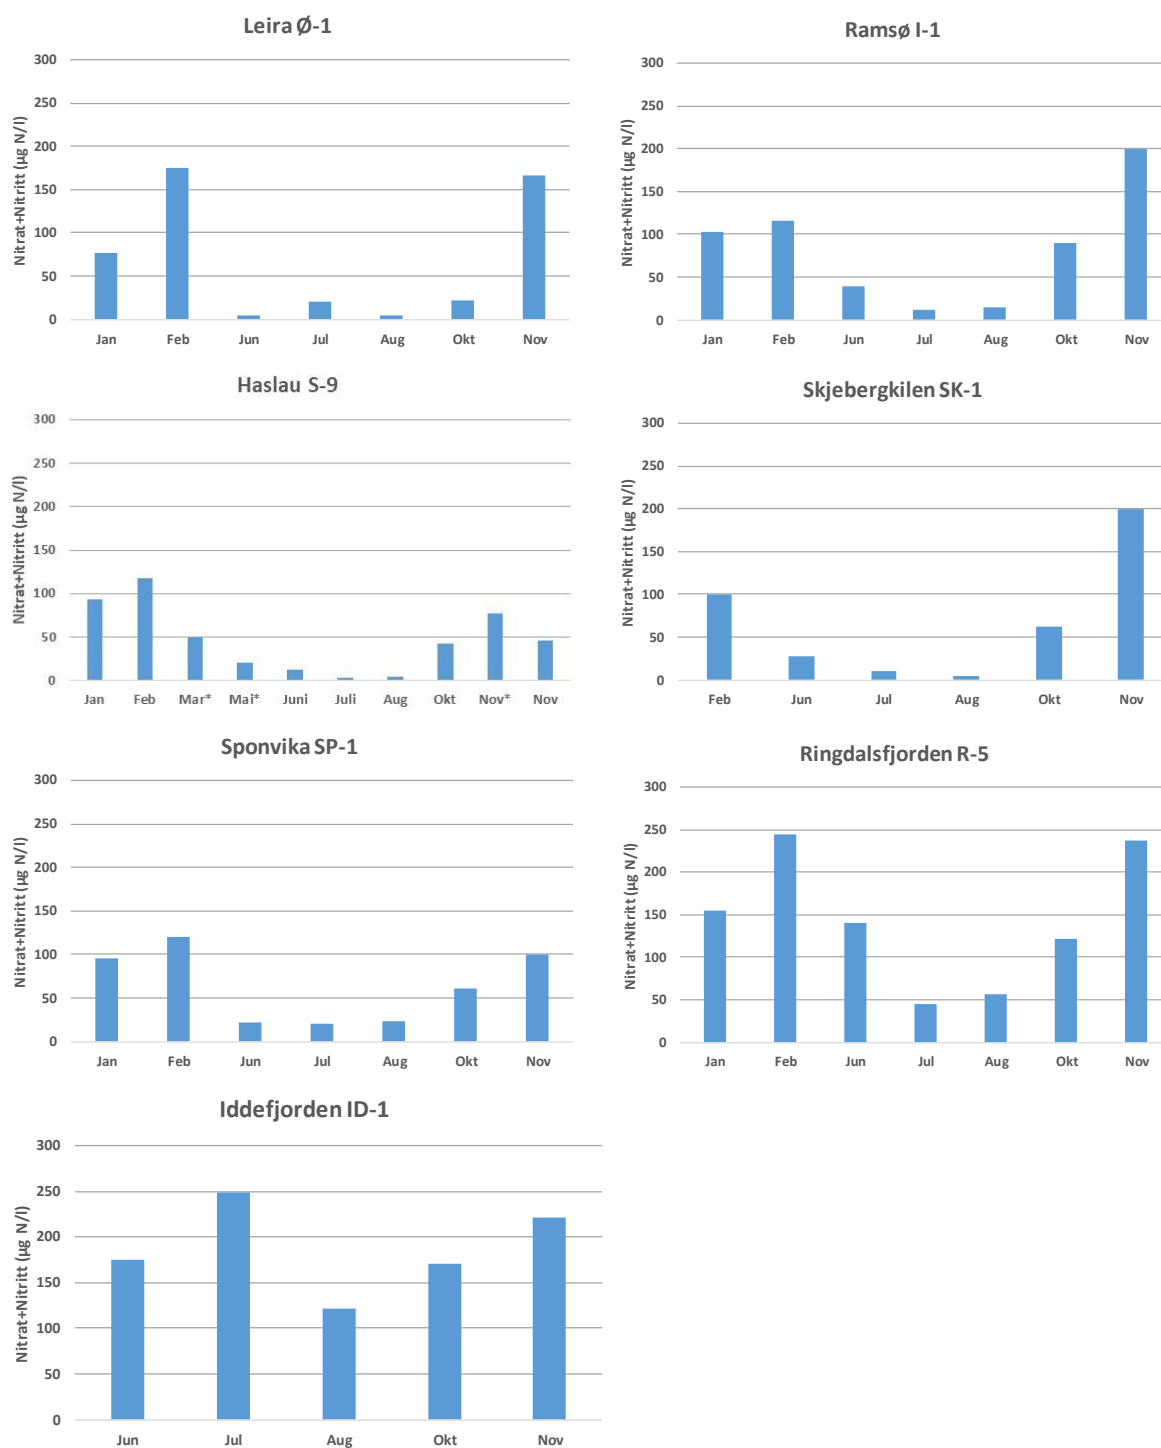 Leira Ø-1
Nitrat+Nitritt (µg N/l)
300
250
200
150
100
50
0
Jan Feb Jun Jul Aug Okt Nov
Ramsø I-1
Nitrat+Nitritt (µg N/l)
300
250
200
150
100
50
0
Jan Feb Jun Jul Aug Okt Nov
Haslau S-9
Nitrat+Nitritt (µg N/l)
300
250
200
150
100
50
0
Jan Feb Mar* Mai* Juni Juli Aug Okt Nov* Nov
Skjebergkilen SK-1
Nitrat+Nitritt (µg N/l)
300
250
200
150
100
50
0
Feb Jun Jul Aug Okt Nov
Sponvika SP-1
Nitrat+Nitritt (µg N/l)
300
250
200
150
100
50
0
Jan Feb Jun Jul Aug Okt Nov
Ringdalsfjorden R-5
Nitrat+Nitritt (µg N/l)
300
250
200
150
100
50
0
Jan Feb Jun Jul Aug Okt Nov
Iddefjorden ID-1
Nitrat+Nitritt (µg N/l)
300
250
200
150
100
50
0
Jun Jul Aug Okt Nov